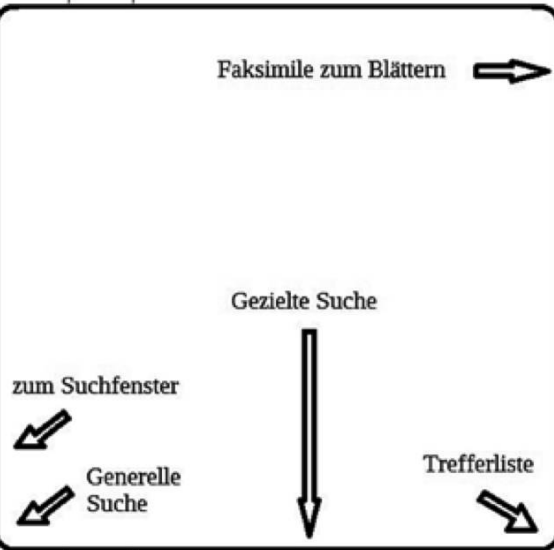 Faksimile zum Blättern
Gezielte Suche
zum Suchfenster
Generelle
Suche
Trefferliste